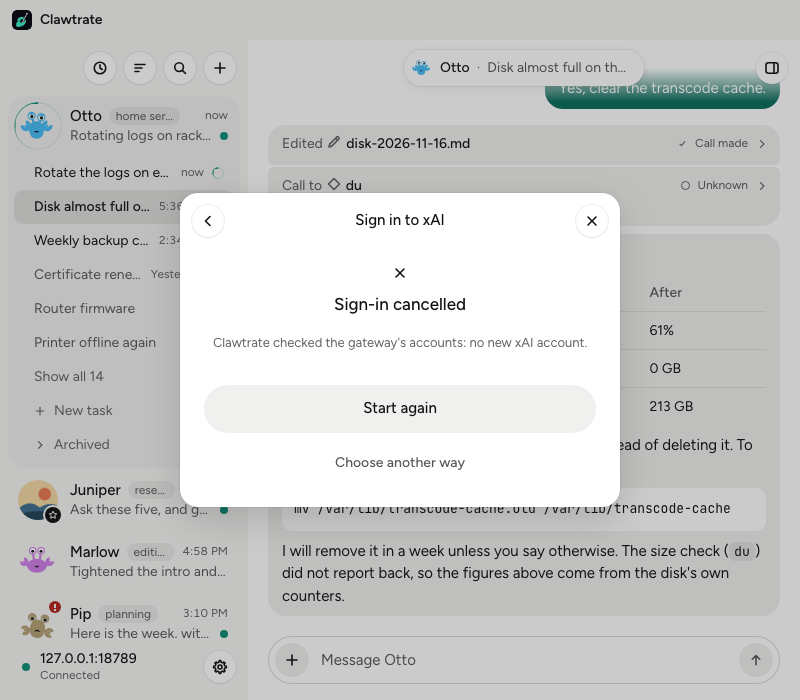 Clawtrate
Otto · Disk almost full on th...
Otto home ser... now
Rotating logs on rack...
Rotate the logs on e... now
Disk almost full o... 5:36
Weekly backup c... 2:34
Certificate rene... Yeste
Router firmware
Printer offline again
Show all 14
+ New task
Archived
Juniper rese...
Ask these five, and g...
Marlow editi... 4:58 PM
Tightened the intro and...
Pip planning 3:10 PM
Here is the week. wit...
127.0.0.1:18789
Connected
Yes, clear the transcode cache.
Edited disk-2026-11-16.md Call made
Call to du Unknown
Sign in to xAI
Sign-in cancelled
Clawtrate checked the gateway's accounts: no new xAI account.
Start again
Choose another way
After
61%
0 GB
213 GB
ead of deleting it. To
mv /var/lib/transcode-cache.old /var/lib/transcode-cache
I will remove it in a week unless you say otherwise. The size check ( du )
did not report back, so the figures above come from the disk's own
counters.
Message Otto